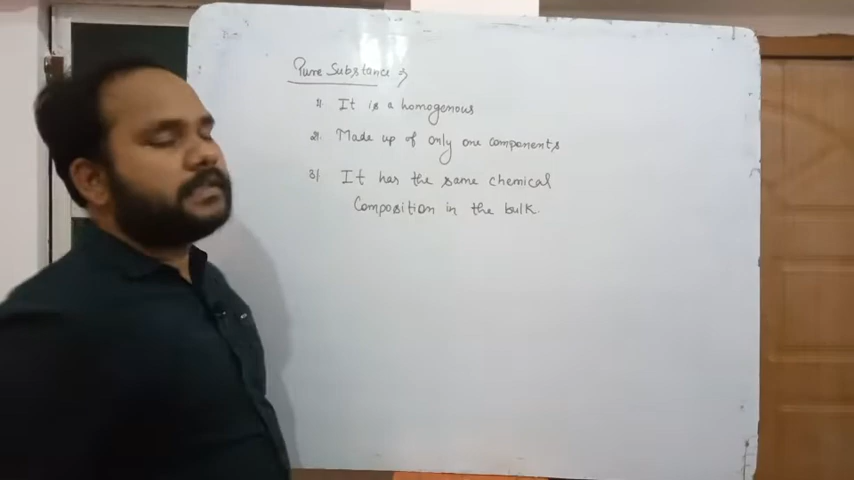 Pure Substance :
1) It is a homogenous
2) Made up of only one components
3) It has the same chemical
Composition in the bulk.